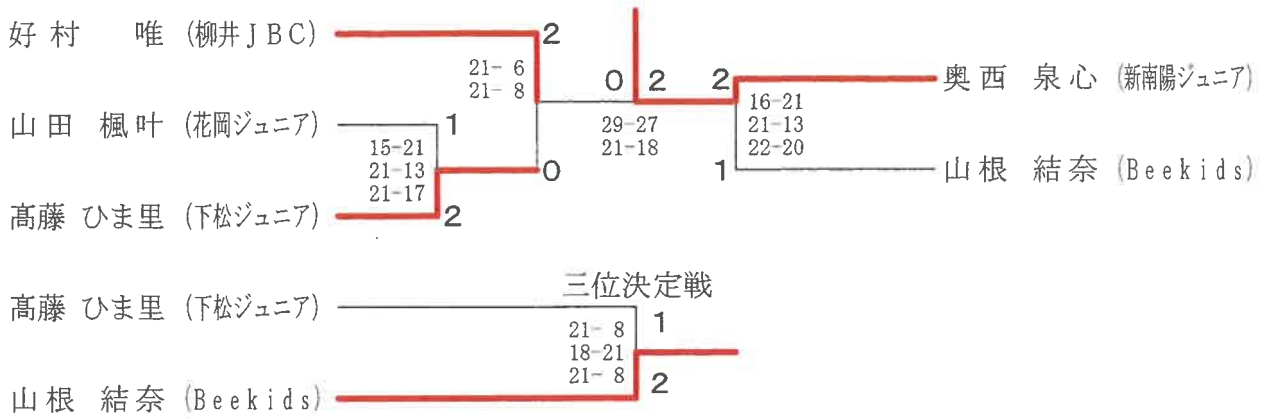 好村 唯 (柳井JBC)
2
21- 6
21- 8
0 2 2
奥西 泉心 (新南陽ジュニア)
16-21
21-13
22-20
29-27
21-18
山田 楓叶 (花岡ジュニア)
1
15-21
21-13
21-17
0
1
山根 結奈 (Beekids)
髙藤 ひま里 (下松ジュニア)
2
三位決定戦
髙藤 ひま里 (下松ジュニア)
1
21- 8
18-21
21- 8
2
山根 結奈 (Beekids)